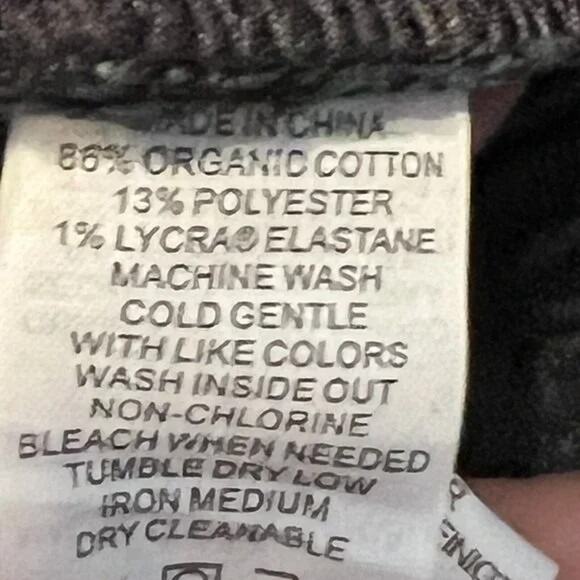 MADE IN CHINA
86% ORGANIC COTTON
13% POLYESTER
1% LYCRA® ELASTANE
MACHINE WASH
COLD GENTLE
WITH LIKE COLORS
WASH INSIDE OUT
NON-CHLORINE
BLEACH WHEN NEEDED
TUMBLE DRY LOW
IRON MEDIUM
DRY CLEANABLE